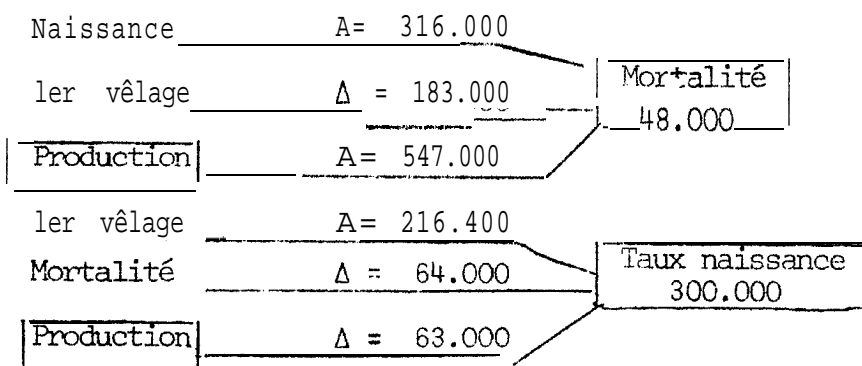 Naissance A= 316.000
ler vêlage Δ = 183.000
Mortalité
48.000
Production A= 547.000
ler vêlage A= 216.400
Mortalité Δ = 64.000
Taux naissance
300.000
Production Δ = 63.000